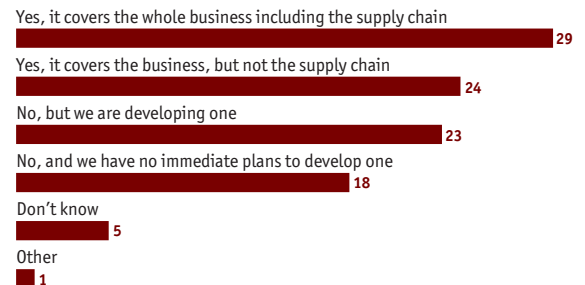 Yes, it covers the whole business including the supply chain
29
Yes, it covers the business, but not the supply chain
24
No, but we are developing one
23
No, and we have no immediate plans to develop one
18
Don’t know
5
Other
1